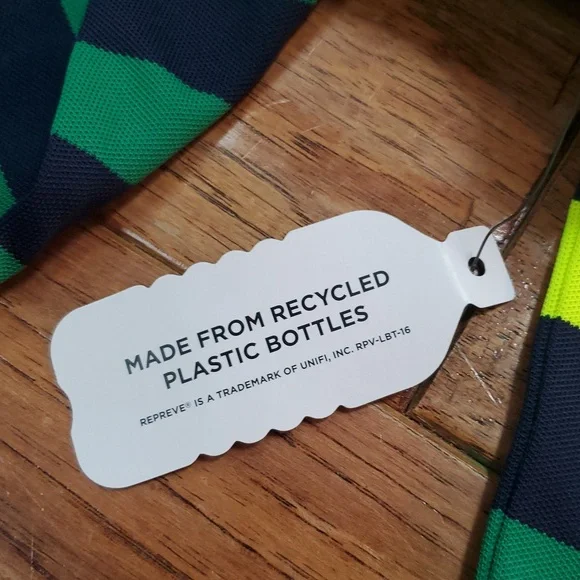 MADE FROM RECYCLED
PLASTIC BOTTLES
REPREVE® IS A TRADEMARK OF UNIFI, INC. RPV-LBT-16